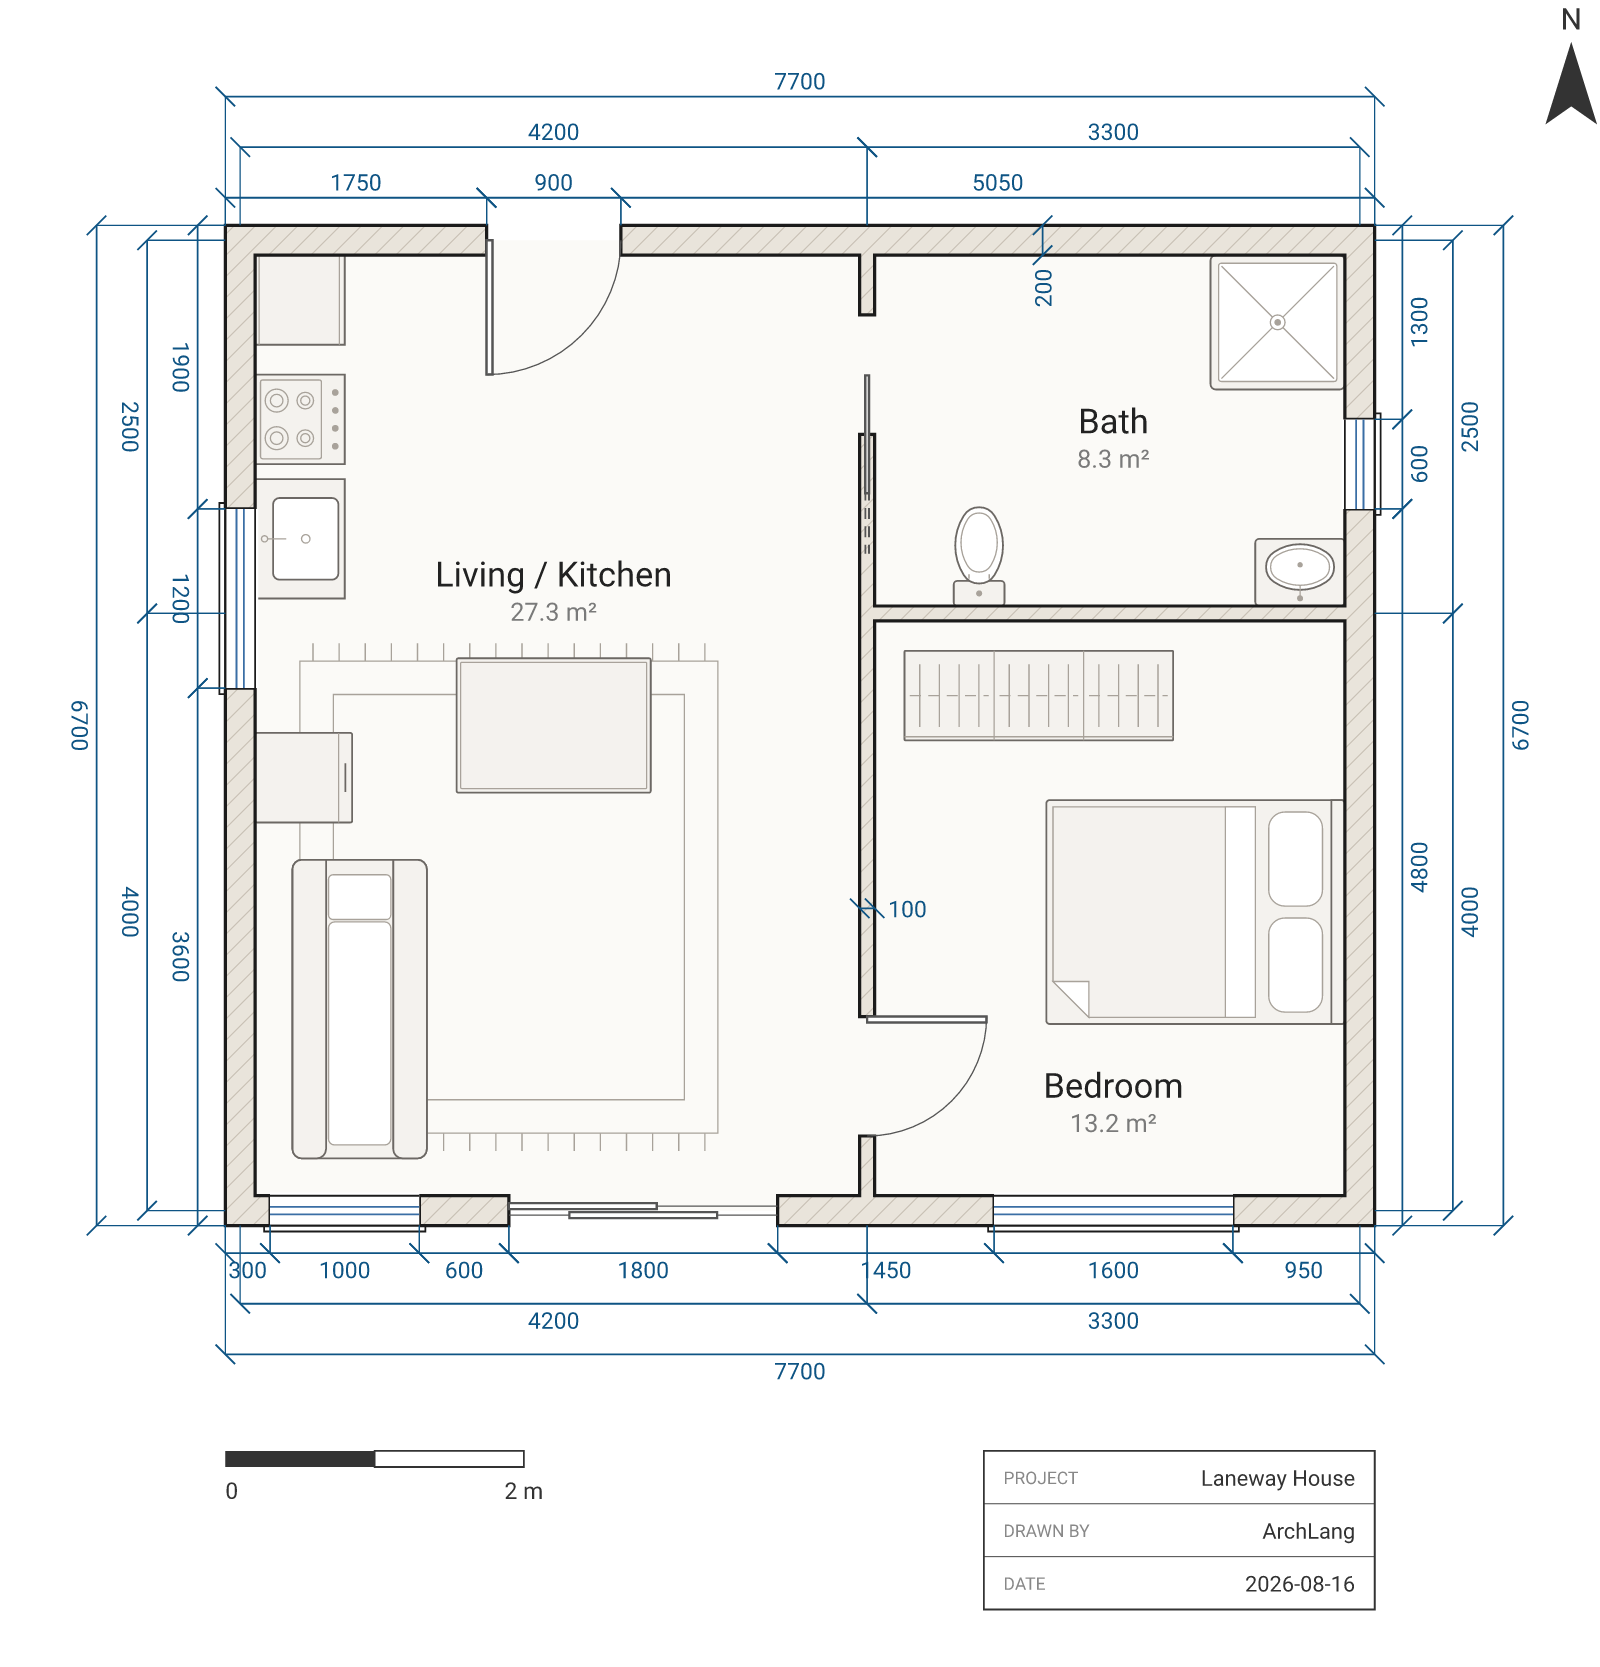 N
7700
4200
3300
1750
900
5050
200
1300
1900
2500
2500
Bath
8.3 m²
600
Living / Kitchen
27.3 m²
1200
6700
6700
4800
4000
4000
100
3600
Bedroom
13.2 m²
300
1000
600
1800
1450
1600
950
4200
3300
7700
0
2 m
PROJECT Laneway House
DRAWN BY ArchLang
DATE 2026-08-16